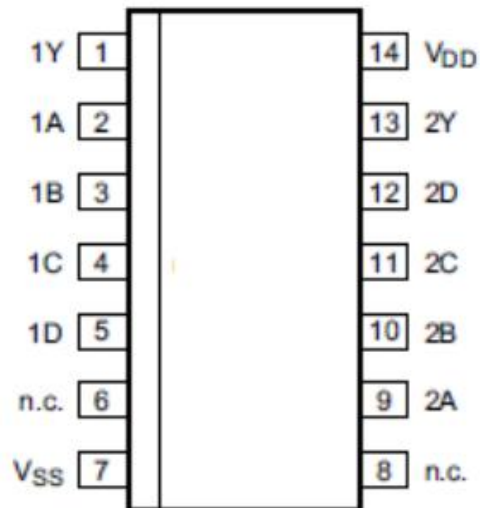 1Y 1 14 VDD
1A 2 13 2Y
1B 3 12 2D
1C 4 11 2C
1D 5 10 2B
n.c. 6 9 2A
VSS 7 8 n.c.